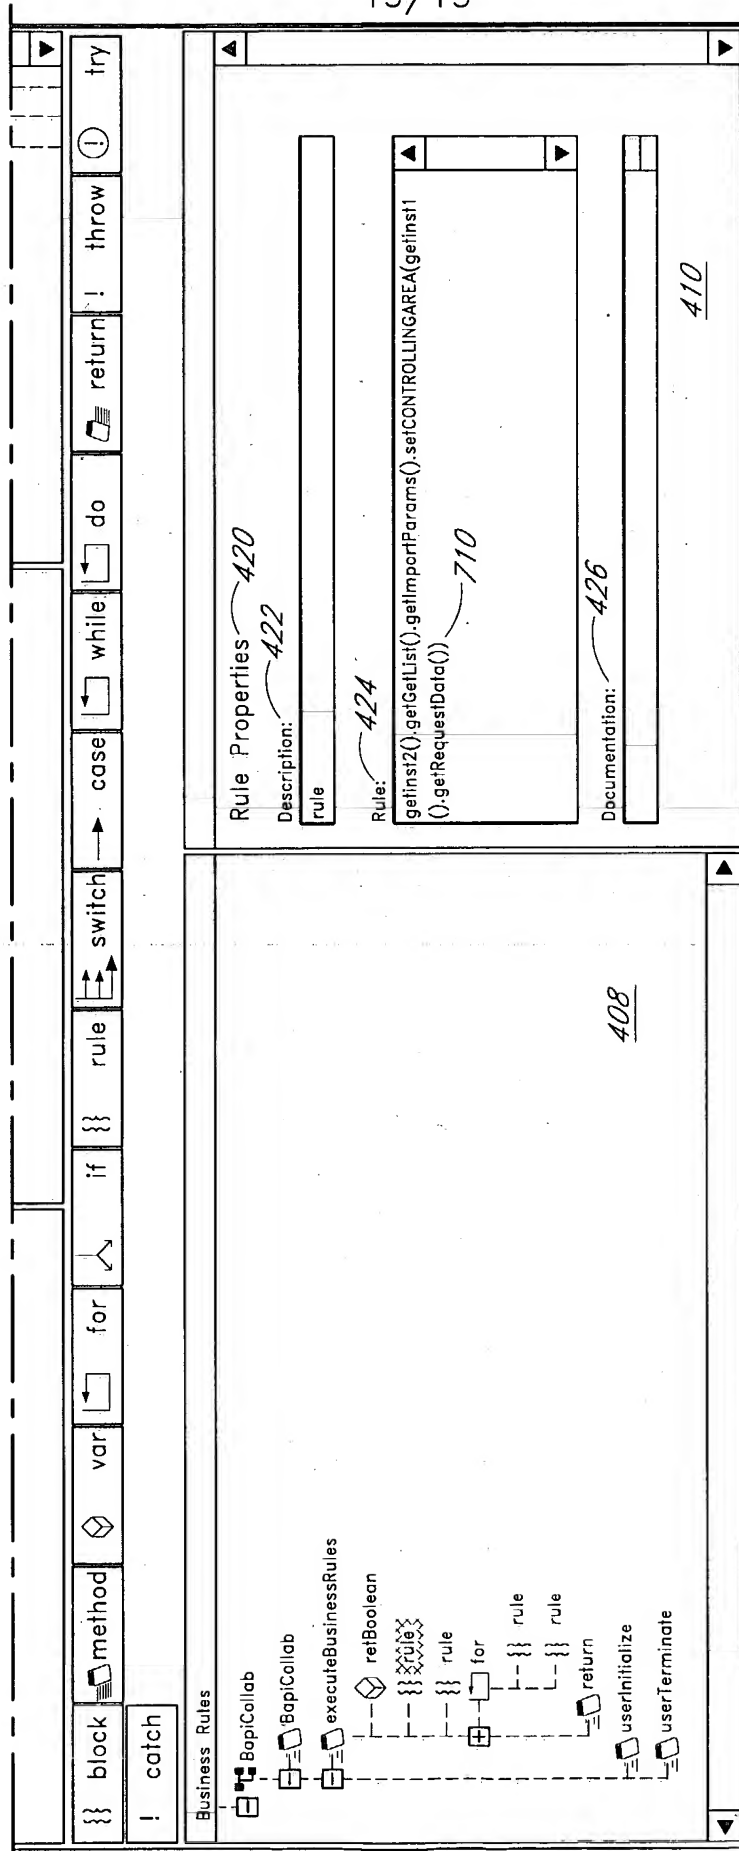 block method var for if rule switch case while do return ! throw ! try
! catch
Business Rules
BapiCollab
BapiCollab
executeBusinessRules
retBoolean
rule
rule
for
rule
rule
return
userInitialize
userTerminate
408
Rule Properties 420
Description: 422
rule
Rule: 424
getinst2().getGetList().getImportParams().setCONTROLLINGAREA(getinst1
().getRequestData()) 710
Documentation: 426
410